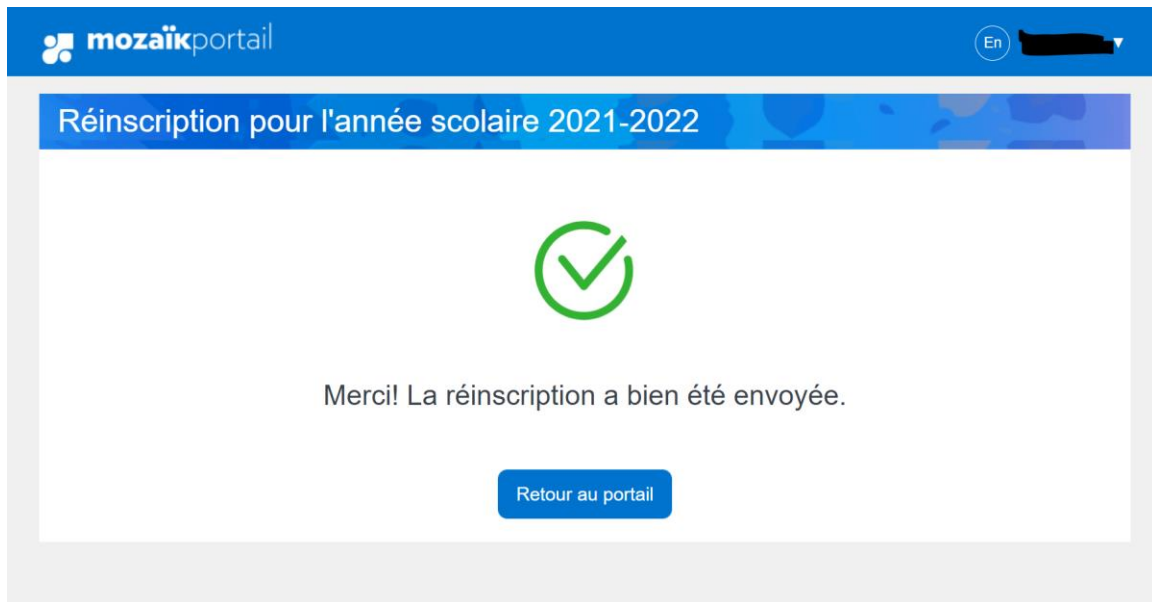 mozaïkportail
En
Réinscription pour l'année scolaire 2021-2022
Merci! La réinscription a bien été envoyée.
Retour au portail